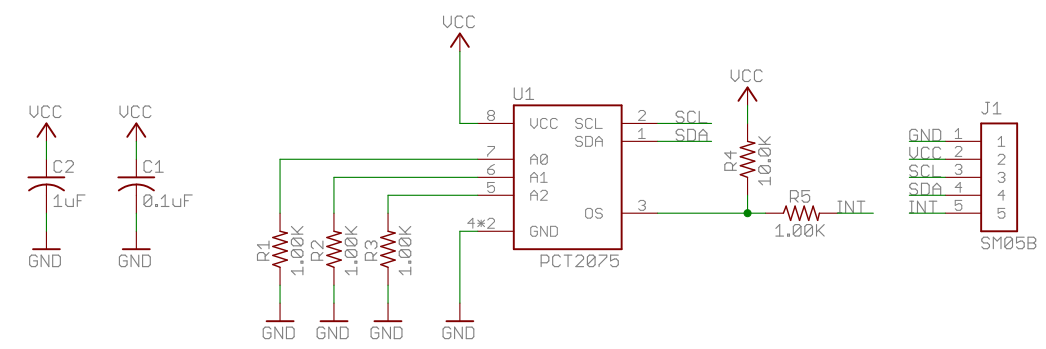 VCC
VCC
C2
1uF
GND
C1
0.1uF
GND
VCC
U1
8
VCC
SCL
2
SCL
SDA
1
SDA
7
A0
6
A1
5
A2
OS
3
4*2
GND
PCT2075
R1
1.00K
R2
1.00K
R3
1.00K
GND
GND
GND
GND
VCC
R4
10.0K
R5
1.00K
INT
J1
GND 1 1
VCC 2 2
SCL 3 3
SDA 4 4
INT 5 5
SM05B